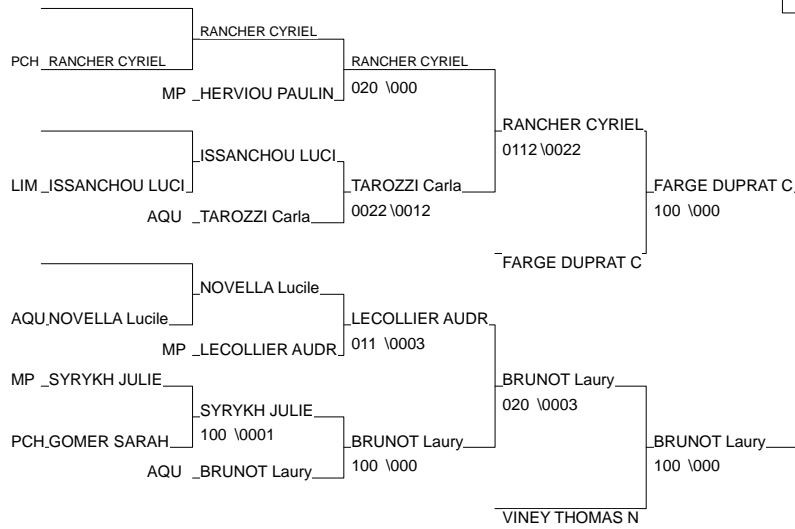 RANCHER CYRIEL
PCH RANCHER CYRIEL RANCHER CYRIEL
MP HERVIOU PAULIN 020 \000
RANCHER CYRIEL
ISSANCHOU LUCI 0112 \0022
LIM ISSANCHOU LUCI TAROZZI Carla FARGE DUPRAT C
AQU TAROZZI Carla 0022 \0012 100 \000
FARGE DUPRAT C
NOVELLA Lucile
AQU NOVELLA Lucile LECOLLIER AUDR
MP LECOLLIER AUDR 011 \0003
MP SYRYKH JULIE BRUNOT Laury
020 \0003
SYRYKH JULIE
100 \0001
PCH GOMER SARAH BRUNOT Laury BRUNOT Laury
AQU BRUNOT Laury 100 \000 100 \000
VINEY THOMAS N